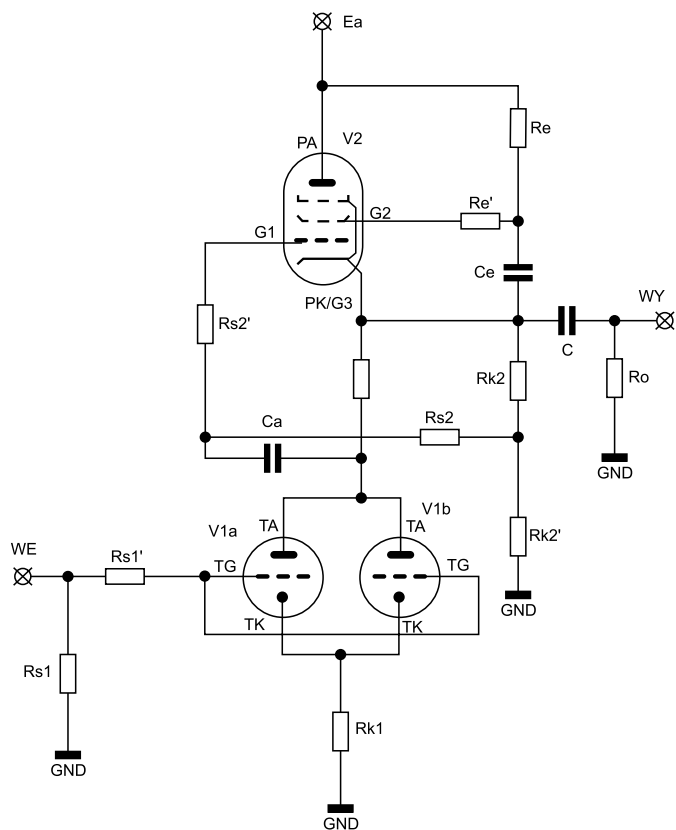 Ea
PA
V2
Re
G2
Re'
G1
Ce
PK/G3
WY
Rs2'
C
Rk2
Ro
Ca
Rs2
GND
V1a
TA
V1b
TA
Rk2'
WE
Rs1'
TG
TG
GND
TK
TK
Rs1
Rk1
GND
GND